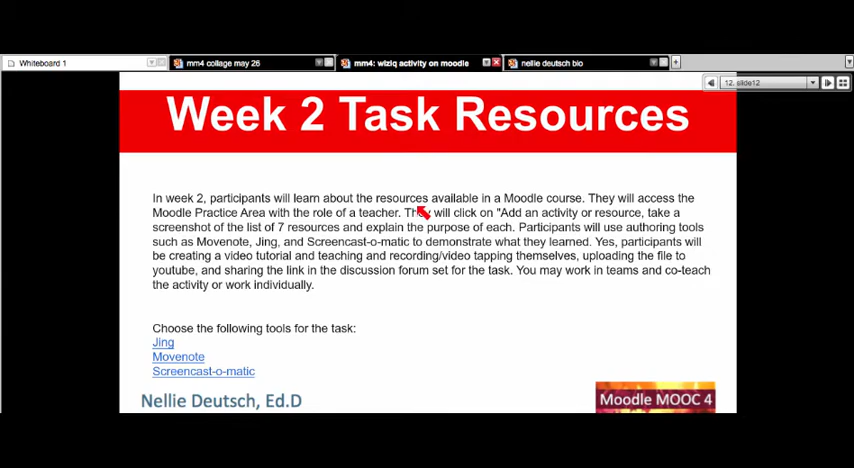 Whiteboard 1
mm4 collage may 26
mm4: wiziq activity on moodle
nellie deutsch bio
12. slide12
Week 2 Task Resources
In week 2, participants will learn about the resources available in a Moodle course. They will access the
Moodle Practice Area with the role of a teacher. They will click on "Add an activity or resource, take a
screenshot of the list of 7 resources and explain the purpose of each. Participants will use authoring tools
such as Movenote, Jing, and Screencast-o-matic to demonstrate what they learned. Yes, participants will
be creating a video tutorial and teaching and recording/video tapping themselves, uploading the file to
youtube, and sharing the link in the discussion forum set for the task. You may work in teams and co-teach
the activity or work individually.
Choose the following tools for the task:
Jing
Movenote
Screencast-o-matic
Nellie Deutsch, Ed.D
Moodle MOOC 4